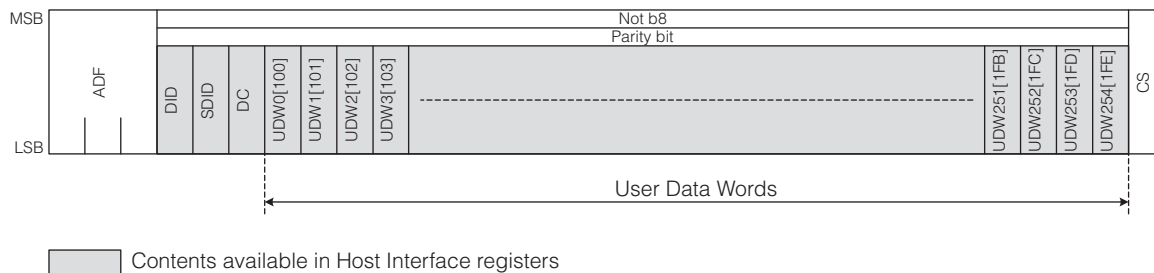 MSB
Not b8
Parity bit
ADF
DID
SDID
DC
UDW0[100]
UDW1[101]
UDW2[102]
UDW3[103]
UDW251[1FB]
UDW252[1FC]
UDW253[1FD]
UDW254[1FE]
CS
LSB
User Data Words
Contents available in Host Interface registers